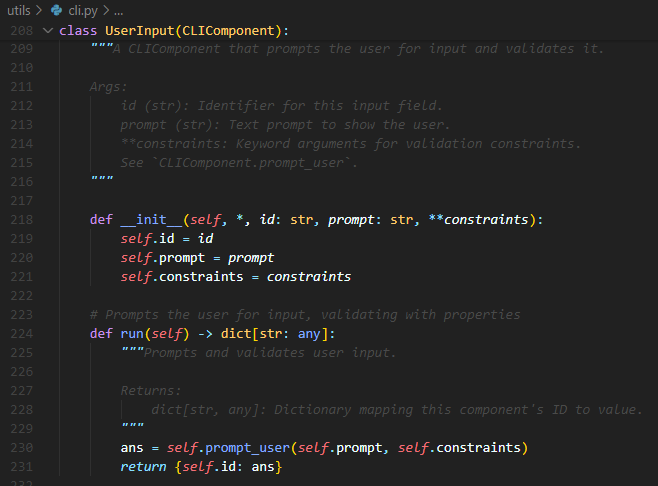 utils > cli.py > ...
208 class UserInput(CLIComponent):
209 """A CLIComponent that prompts the user for input and validates it.
210
211 Args:
212 id (str): Identifier for this input field.
213 prompt (str): Text prompt to show the user.
214 **constraints: Keyword arguments for validation constraints.
215 See `CLIComponent.prompt_user`.
216 """
217
218 def __init__(self, *, id: str, prompt: str, **constraints):
219 self.id = id
220 self.prompt = prompt
221 self.constraints = constraints
222
223 # Prompts the user for input, validating with properties
224 def run(self) -> dict[str: any]:
225 """Prompts and validates user input.
226
227 Returns:
228 dict[str, any]: Dictionary mapping this component's ID to value.
229 """
230 ans = self.prompt_user(self.prompt, self.constraints)
231 return {self.id: ans}
232